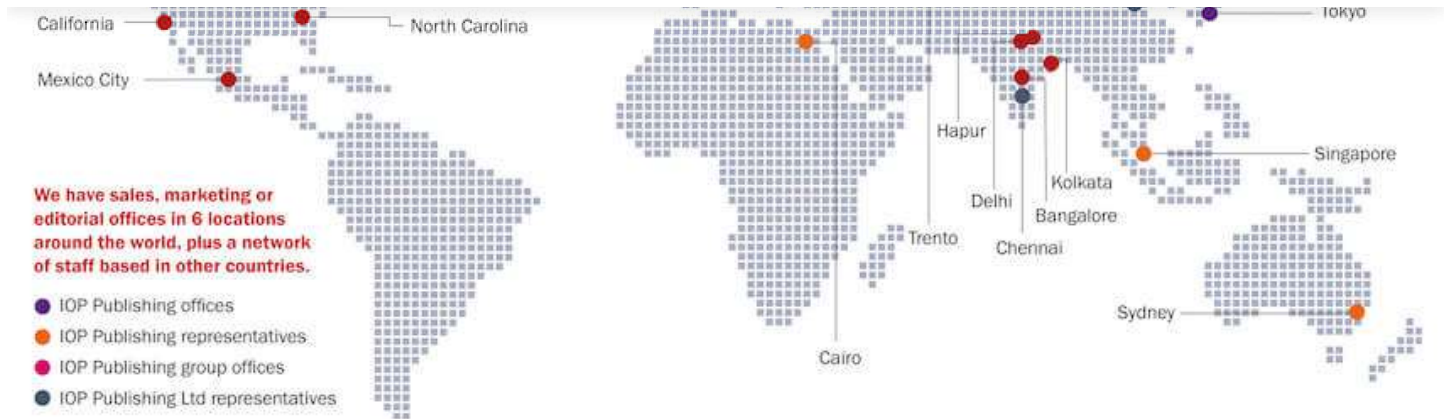 California
North Carolina
Tokyo
Mexico City
Hapur
Singapore
Kolkata
Delhi
Bangalore
Trento
Chennai
We have sales, marketing or
editorial offices in 6 locations
around the world, plus a network
of staff based in other countries.
IOP Publishing offices
IOP Publishing representatives
IOP Publishing group offices
IOP Publishing Ltd representatives
Sydney
Cairo